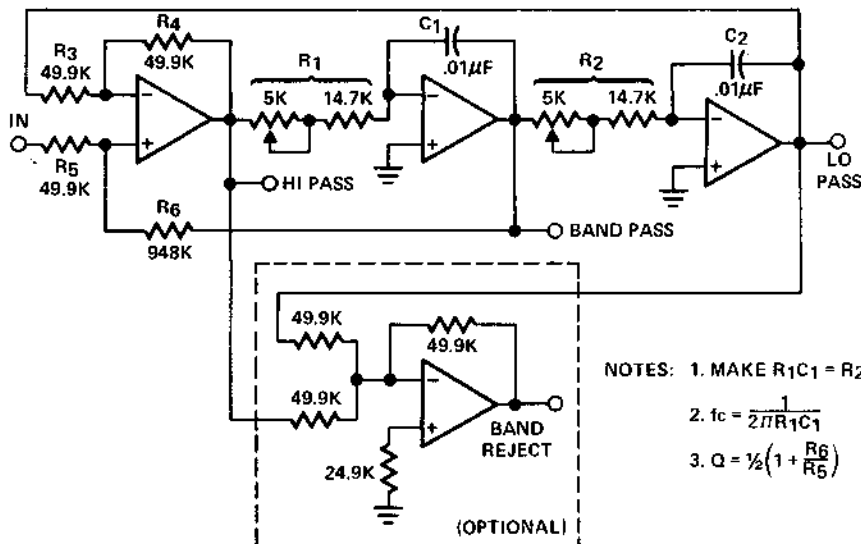 R4
49.9K
R3
49.9K
IN
R5
49.9K
R6
948K
R1
5K
14.7K
C1
.01μF
R2
5K
14.7K
C2
.01μF
LO
PASS
HI PASS
BAND PASS
49.9K
49.9K
49.9K
24.9K
BAND
REJECT
(OPTIONAL)
NOTES: 1. MAKE R1C1 = R2
2. fc = 1/2ΠR1C1
3. Q = ½(1 + R6/R5)